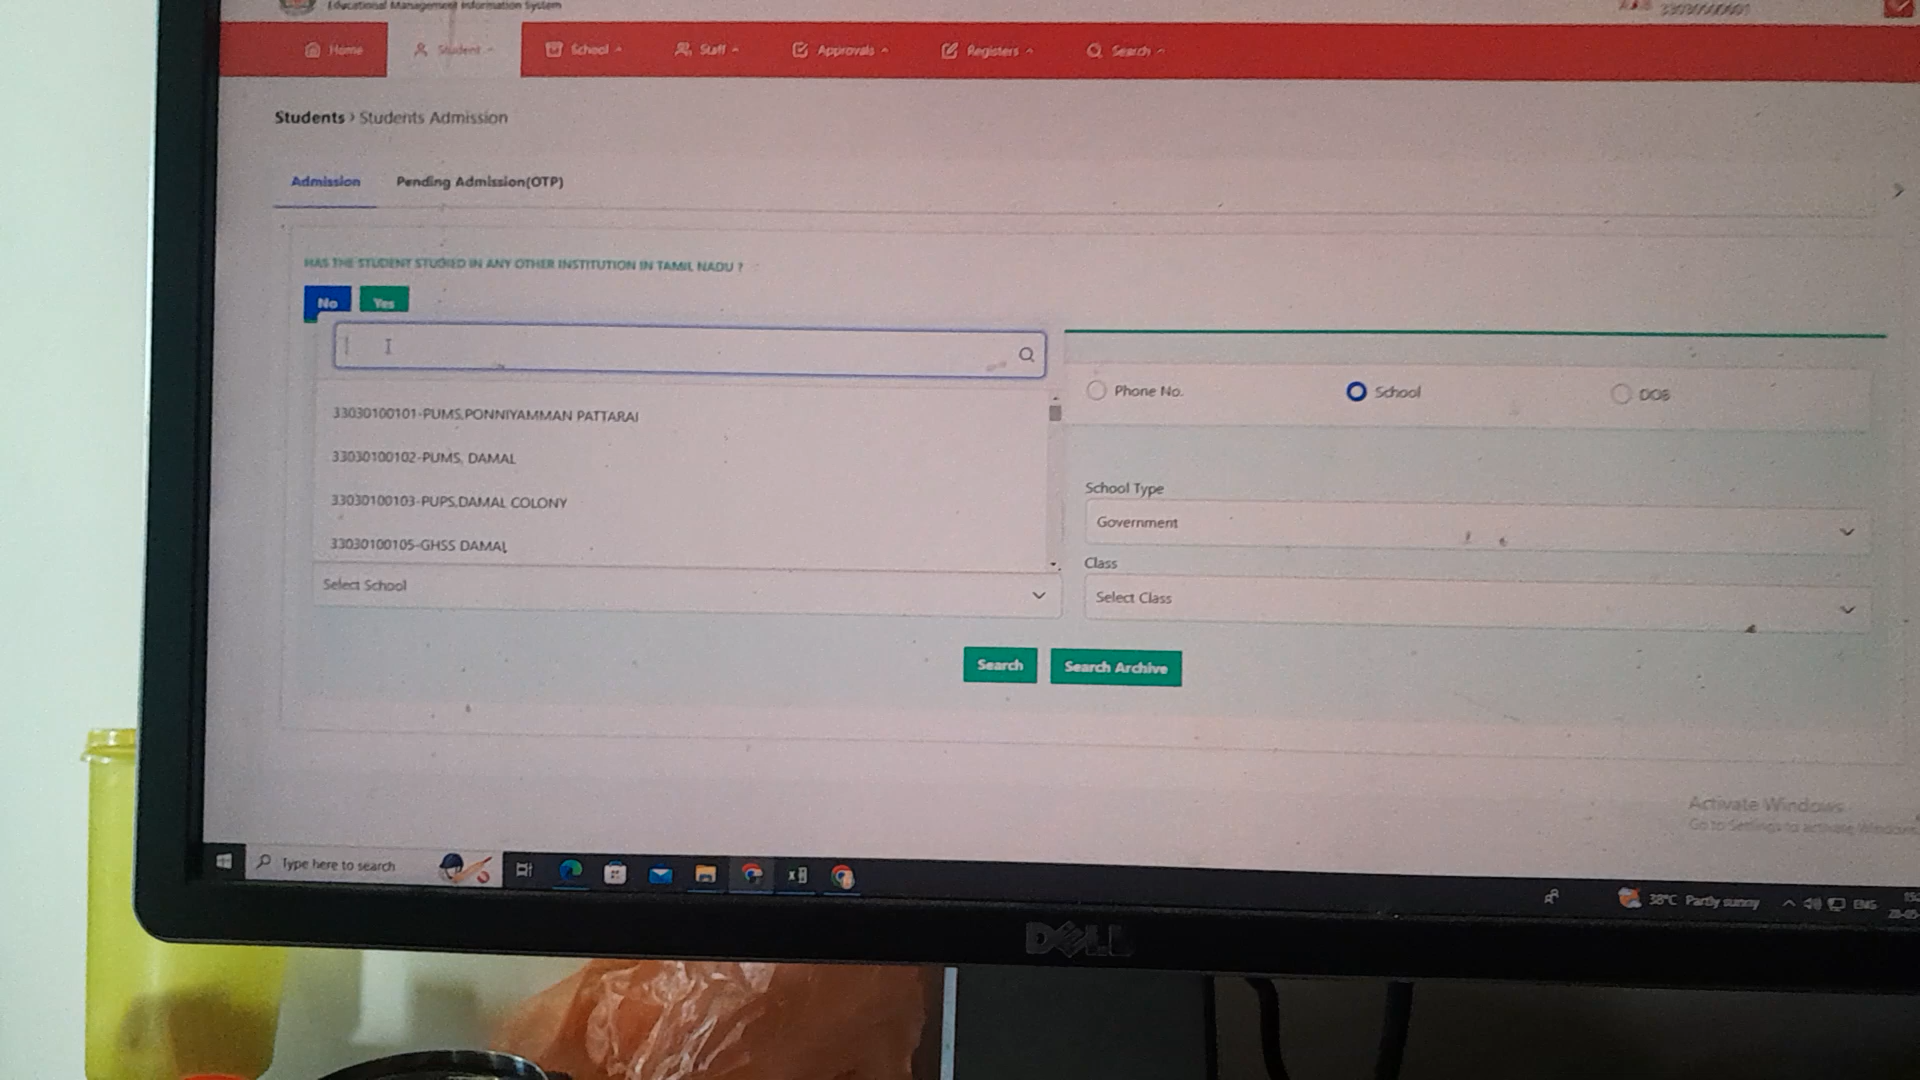 Educational Management Information System
Home
Student
School
Staff
Approvals
Registers
Search
Students › Students Admission
Admission
Pending Admission(OTP)
HAS THE STUDENT STUDIED IN ANY OTHER INSTITUTION IN TAMIL NADU ?
No
Yes
Phone No.
School
DOB
33030100101-PUMS,PONNIYAMMAN PATTARAI
33030100102-PUMS, DAMAL
33030100103-PUPS,DAMAL COLONY
33030100105-GHSS DAMAL
School Type
Government
Class
Select School
Select Class
Search
Search Archive
Activate Windows
Go to Settings to activate Windows
Type here to search
38°C Partly sunny
ENG
DELL